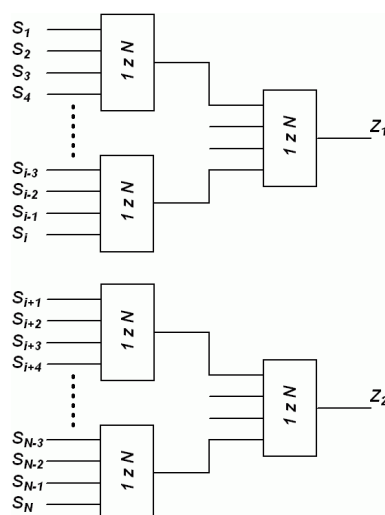 S1
S2
S3
S4
1 z N
1 z N
Z1
Si-3
Si-2
Si-1
Si
1 z N
Si+1
Si+2
Si+3
Si+4
1 z N
1 z N
Z2
SN-3
SN-2
SN-1
SN
1 z N